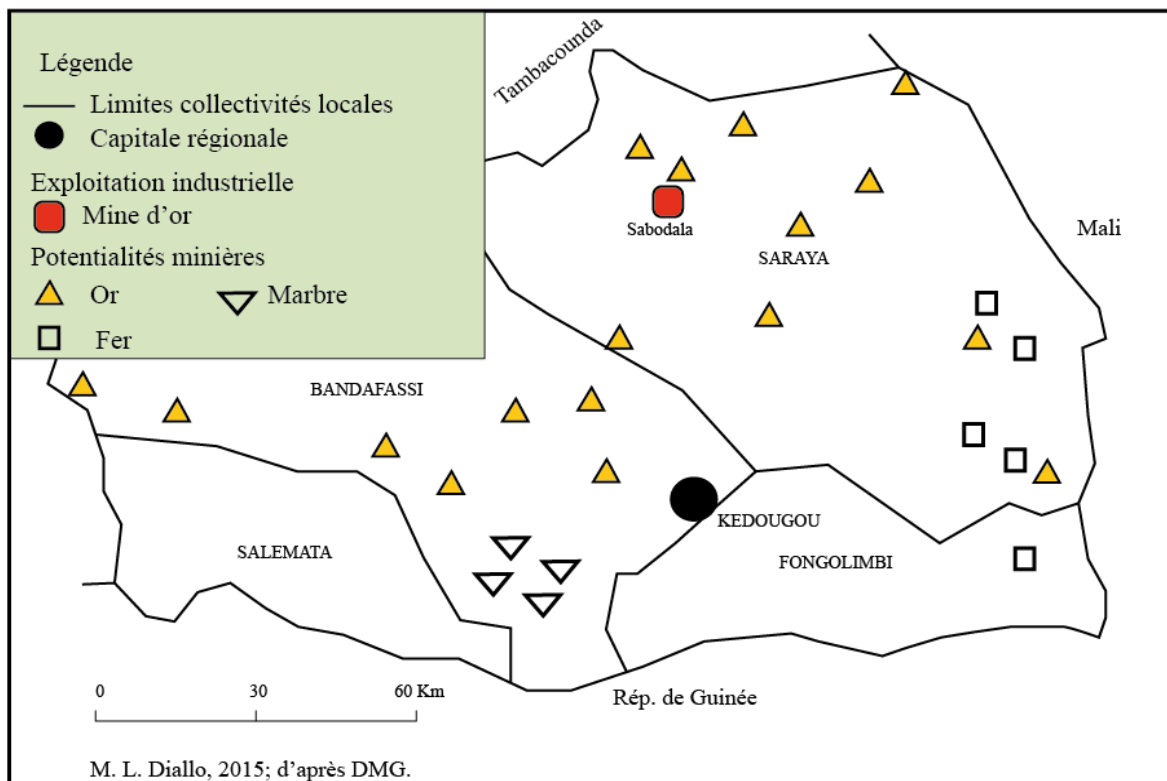 Légende
Limites collectivités locales
Capitale régionale
Exploitation industrielle
Mine d’or
Potentialités minières
Or
Marbre
Fer
Tambacounda
Sabodala
SARAYA
Mali
BANDAFASSI
KEDOUGOU
SALEMATA
FONGOLIMBI
Rép. de Guinée
0 30 60 Km
M. L. Diallo, 2015; d’après DMG.